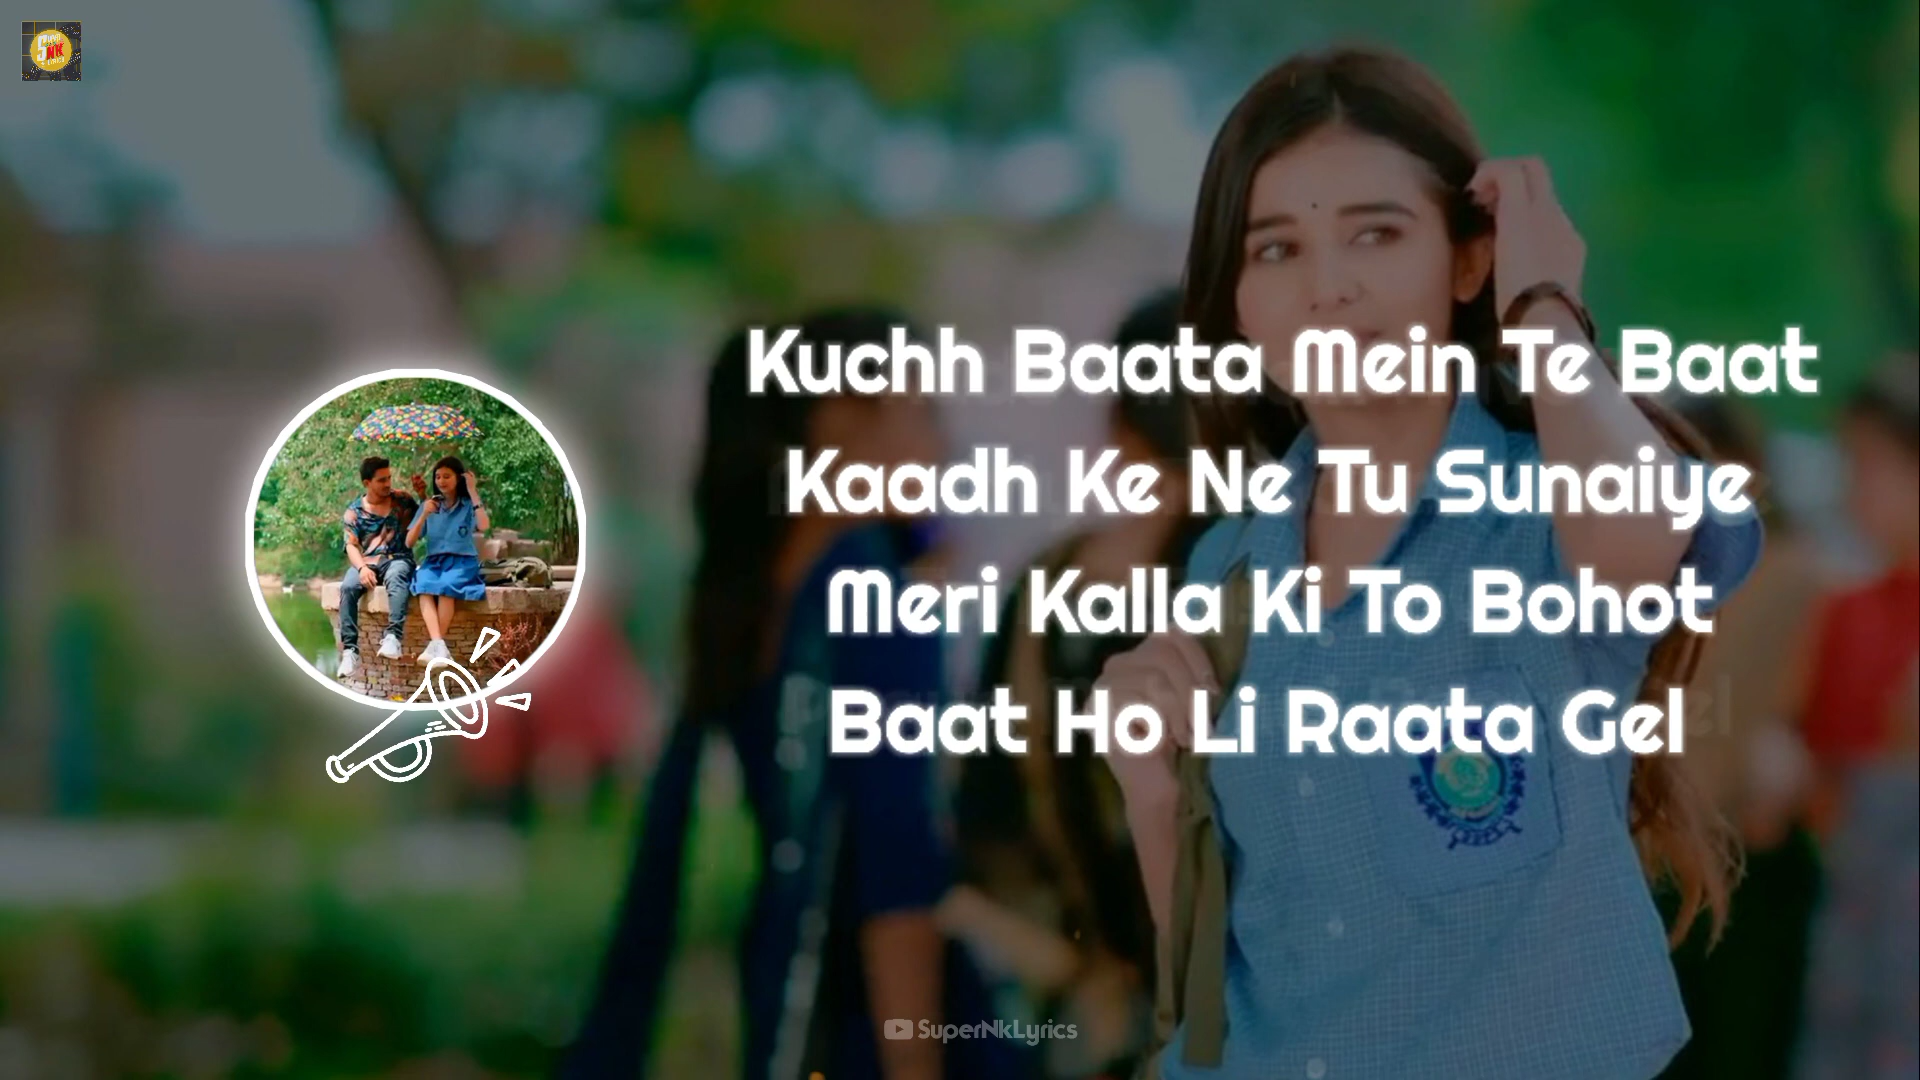 Kuchh Baata Mein Te Baat
Kaadh Ke Ne Tu Sunaiye
Meri Kalla Ki To Bohot
Baat Ho Li Raata Gel
SuperNkLyrics